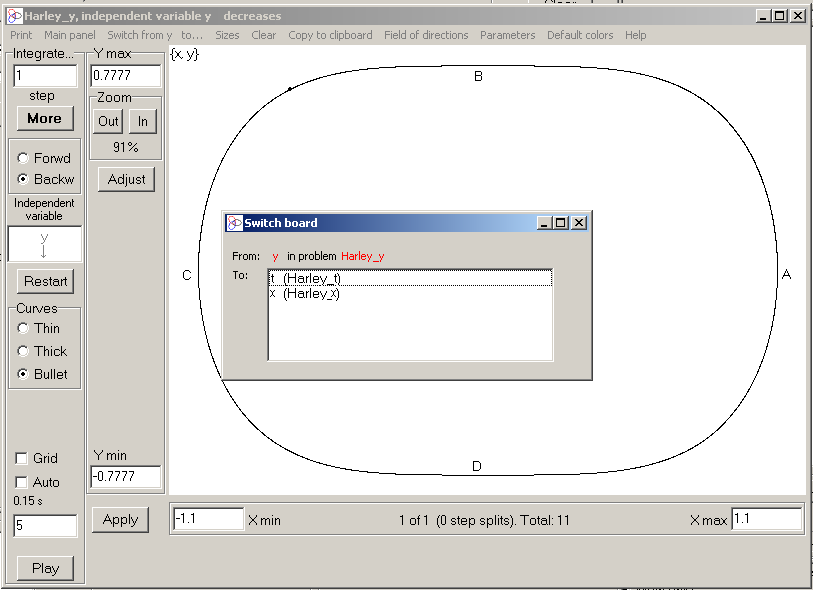 Harley_y, independent variable y    decreases
Print  Main panel  Switch from y  to...  Sizes  Clear  Copy to clipboard  Field of directions  Parameters  Default colors  Help
Integrate...
1
step
More
Forwd
Backw
Independent
variable
y
↓
Restart
Curves
Thin
Thick
Bullet
Grid
Auto
0.15 s
5
Play
Y max
0.7777
Zoom
Out  In
91%
Adjust
Y min
-0.7777
Apply
{x, y}
B
C
A
D
Switch board
From:  y  in problem  Harley_y
To:
t  (Harley_t)
x  (Harley_x)
-1.1  X min  1 of 1  (0 step splits). Total: 11  X max  1.1